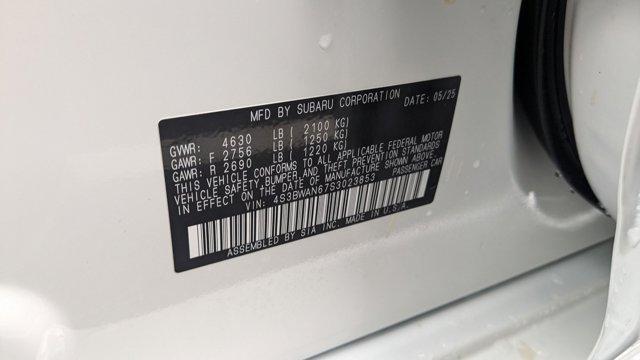 MFD BY SUBARU CORPORATION DATE: 05/25
GVWR: 4630 LB ( 2100 KG)
GAWR: F 2756 LB ( 1250 KG)
GAWR: R 2690 LB ( 1220 KG)
THIS VEHICLE CONFORMS TO ALL APPLICABLE FEDERAL MOTOR
VEHICLE SAFETY BUMPER, AND THEFT PREVENTION STANDARDS
IN EFFECT ON THE DATE OF MANUFACTURE SHOWN ABOVE.
VIN: 4S3BWAN67S3023853 PASSENGER CAR
ASSEMBLED BY SIA INC. MADE IN U.S.A.